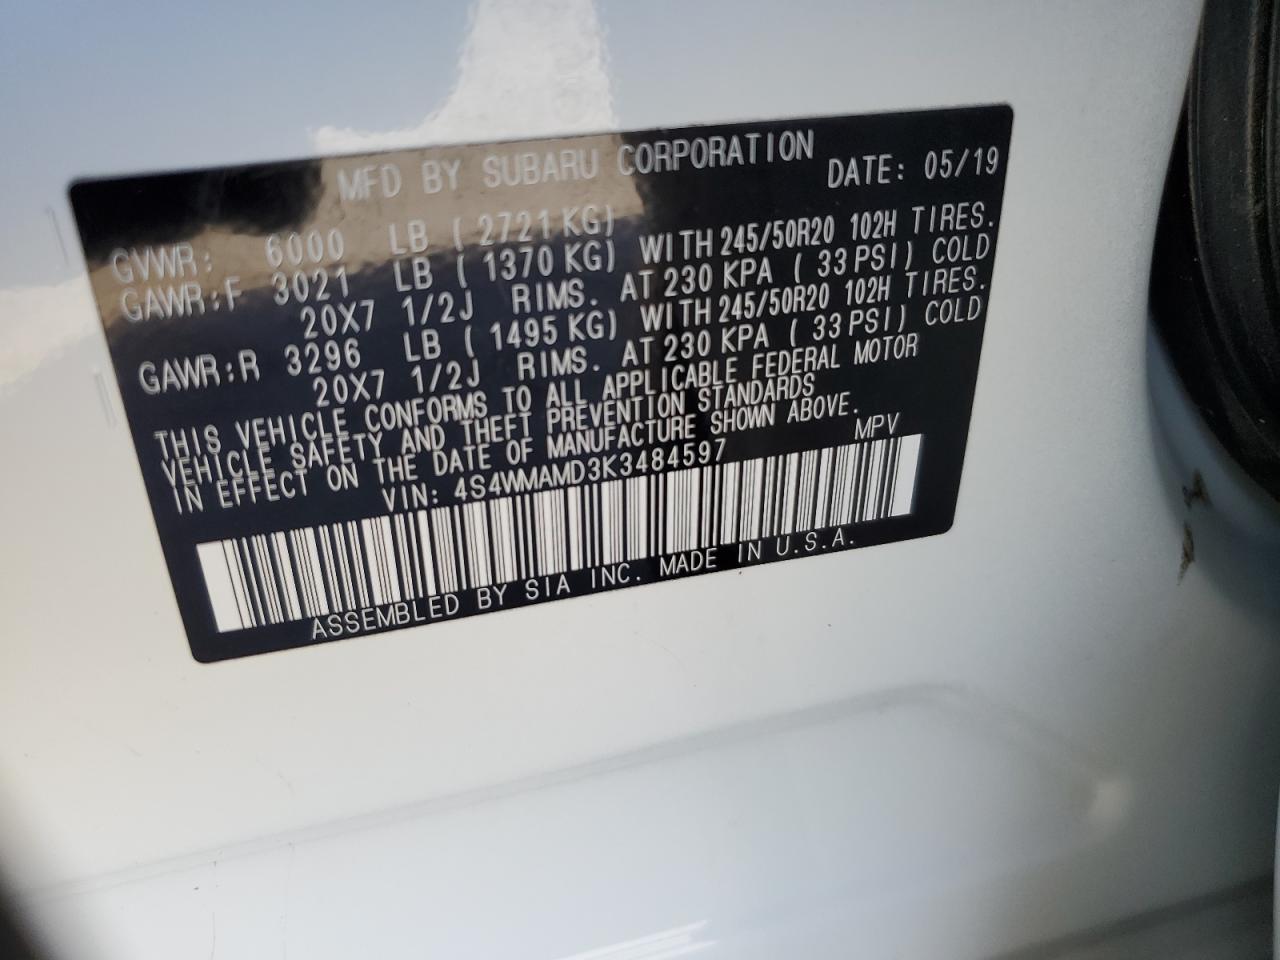 MFD BY SUBARU CORPORATION DATE: 05/19
GVWR: 6000 LB ( 2721 KG)
GAWR:F 3021 LB ( 1370 KG) WITH 245/50R20 102H TIRES.
20X7 1/2J RIMS. AT 230 KPA ( 33 PSI) COLD
GAWR:R 3296 LB ( 1495 KG) WITH 245/50R20 102H TIRES.
20X7 1/2J RIMS. AT 230 KPA ( 33 PSI) COLD
THIS VEHICLE CONFORMS TO ALL APPLICABLE FEDERAL MOTOR
VEHICLE SAFETY AND THEFT PREVENTION STANDARDS
IN EFFECT ON THE DATE OF MANUFACTURE SHOWN ABOVE.
VIN: 4S4WMAMD3K3484597 MPV
ASSEMBLED BY SIA INC. MADE IN U.S.A.